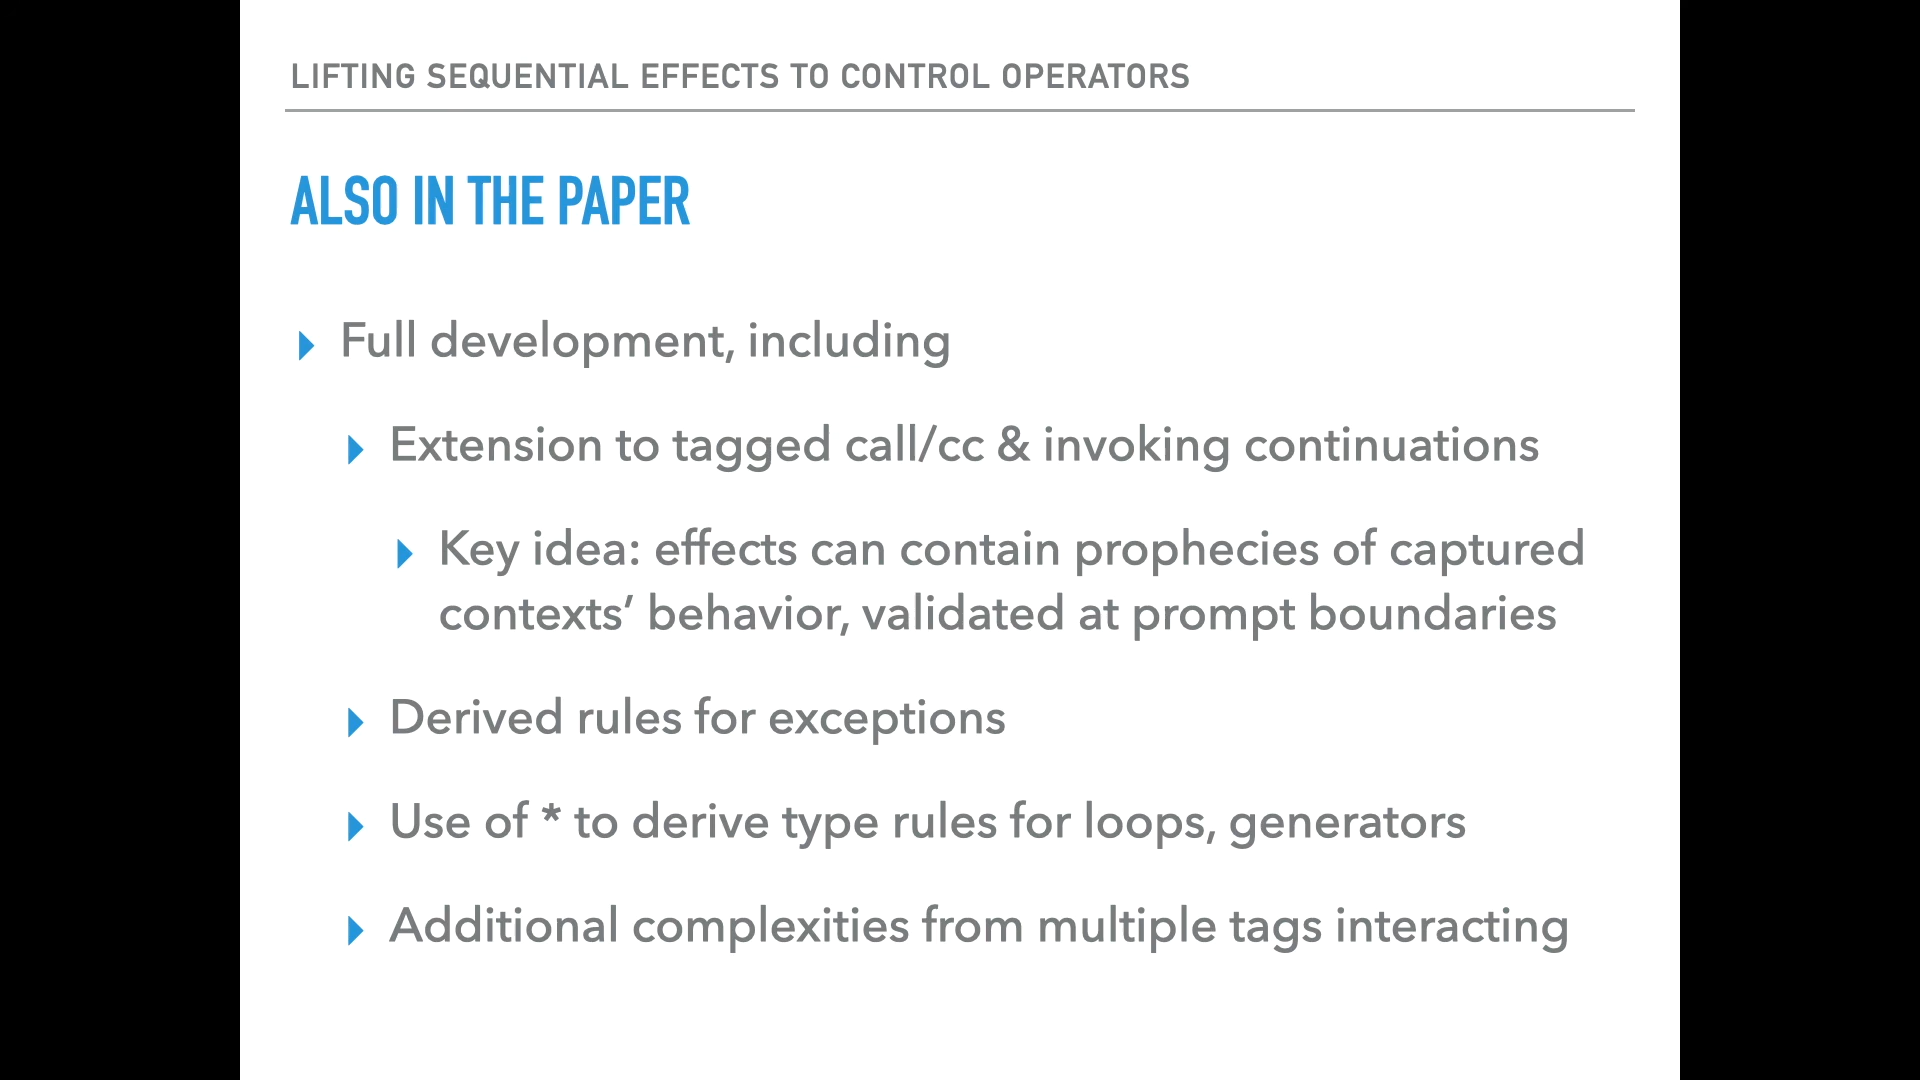 LIFTING SEQUENTIAL EFFECTS TO CONTROL OPERATORS
ALSO IN THE PAPER
Full development, including
Extension to tagged call/cc & invoking continuations
Key idea: effects can contain prophecies of captured
contexts’ behavior, validated at prompt boundaries
Derived rules for exceptions
Use of * to derive type rules for loops, generators
Additional complexities from multiple tags interacting